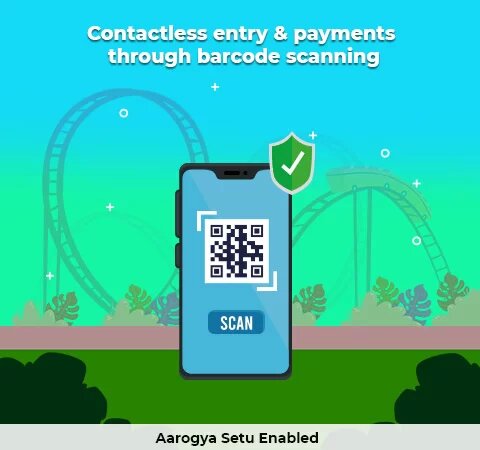 Contactless entry & payments
through barcode scanning
SCAN
Aarogya Setu Enabled